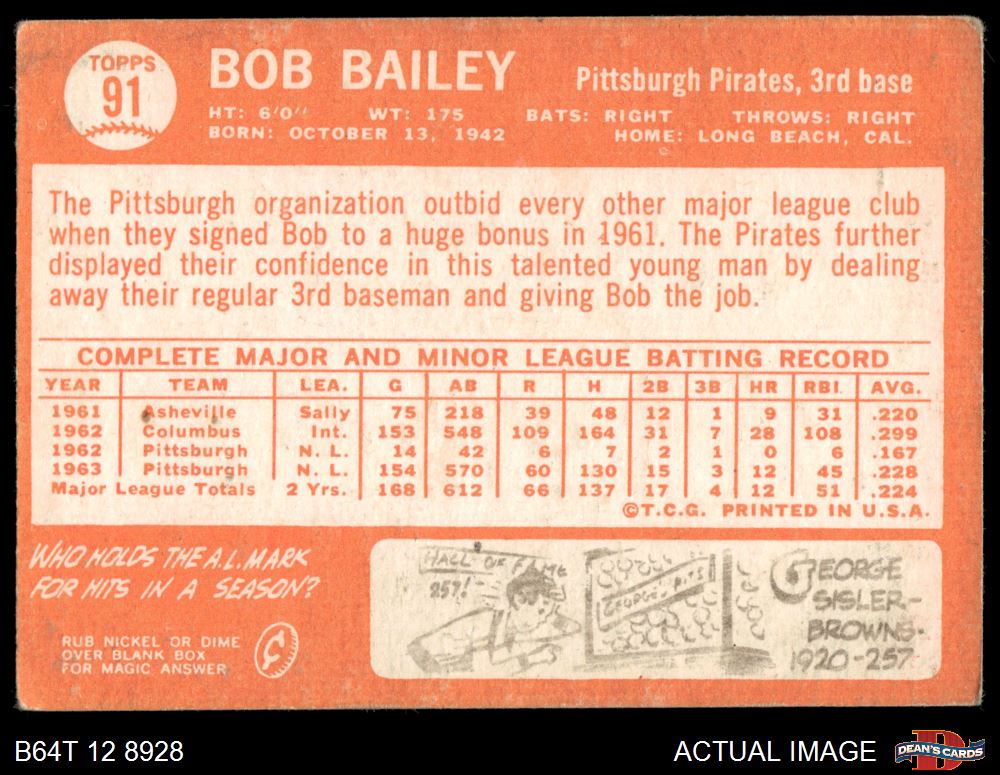 TOPPS
91
BOB BAILEY
Pittsburgh Pirates, 3rd base
HT: 6'0" WT: 175 BATS: RIGHT THROWS: RIGHT
BORN: OCTOBER 13, 1942 HOME: LONG BEACH, CAL.
The Pittsburgh organization outbid every other major league club
when they signed Bob to a huge bonus in 1961. The Pirates further
displayed their confidence in this talented young man by dealing
away their regular 3rd baseman and giving Bob the job.
COMPLETE MAJOR AND MINOR LEAGUE BATTING RECORD
YEAR TEAM LEA. G AB R H 2B 3B HR RBI. AVG.
1961 Asheville Sally 75 218 39 48 12 1 9 31 .220
1962 Columbus Int. 153 548 109 164 31 7 28 108 .299
1962 Pittsburgh N. L. 14 42 6 7 2 1 0 6 .167
1963 Pittsburgh N. L. 154 570 60 130 15 3 12 45 .228
Major League Totals 2 Yrs. 168 612 66 137 17 4 12 51 .224
©T.C.G. PRINTED IN U.S.A.
WHO HOLDS THE A.L. MARK
FOR HITS IN A SEASON?
RUB NICKEL OR DIME
OVER BLANK BOX
FOR MAGIC ANSWER
HALL OF FAME
257!
GEORGE
SISLER-
BROWNS-
1920-257
B64T 12 8928
ACTUAL IMAGE
DEAN'S CARDS